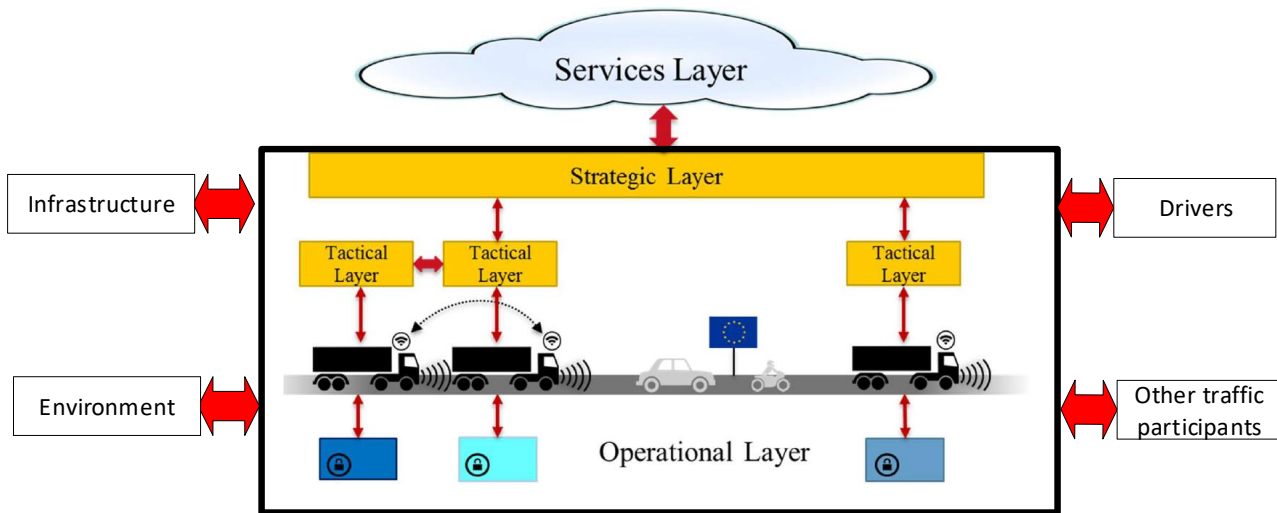 Services Layer
Strategic Layer
Infrastructure
Drivers
Tactical
Layer
Tactical
Layer
Tactical
Layer
Environment
Other traffic
participants
Operational Layer